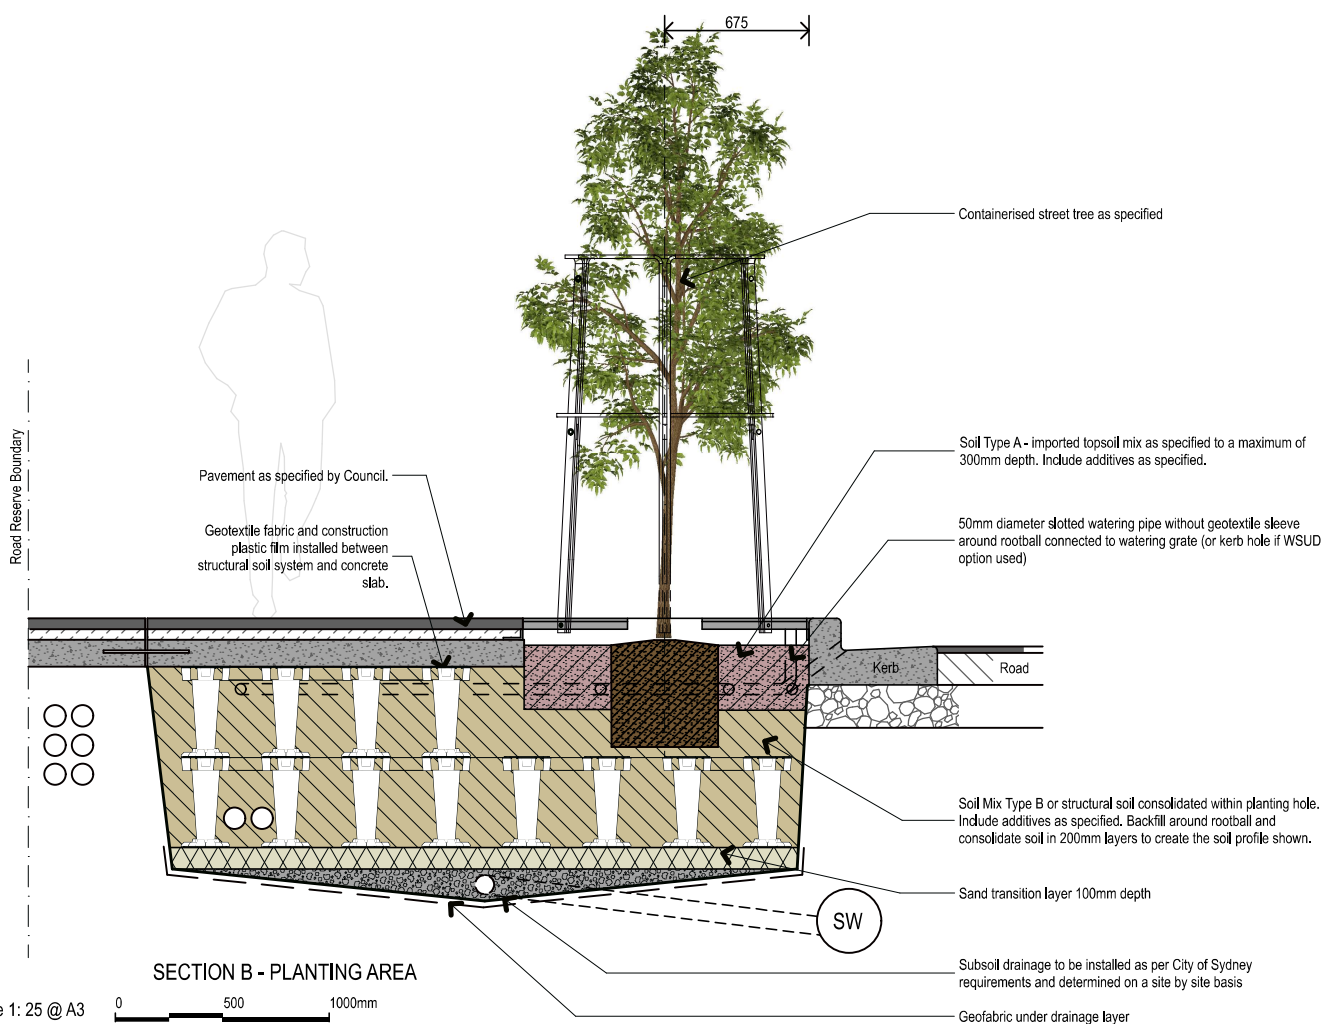 675
Containerised street tree as specified
Road Reserve Boundary
Pavement as specified by Council.
Geotextile fabric and construction
plastic film installed between
structural soil system and concrete
slab.
Soil Type A - imported topsoil mix as specified to a maximum of
300mm depth. Include additives as specified.
50mm diameter slotted watering pipe without geotextile sleeve
around rootball connected to watering grate (or kerb hole if WSUD
option used)
Kerb
Road
Soil Mix Type B or structural soil consolidated within planting hole.
Include additives as specified. Backfill around rootball and
consolidate soil in 200mm layers to create the soil profile shown.
Sand transition layer 100mm depth
SW
Subsoil drainage to be installed as per City of Sydney
requirements and determined on a site by site basis
Geofabric under drainage layer
SECTION B - PLANTING AREA
e 1: 25 @ A3
0 500 1000mm